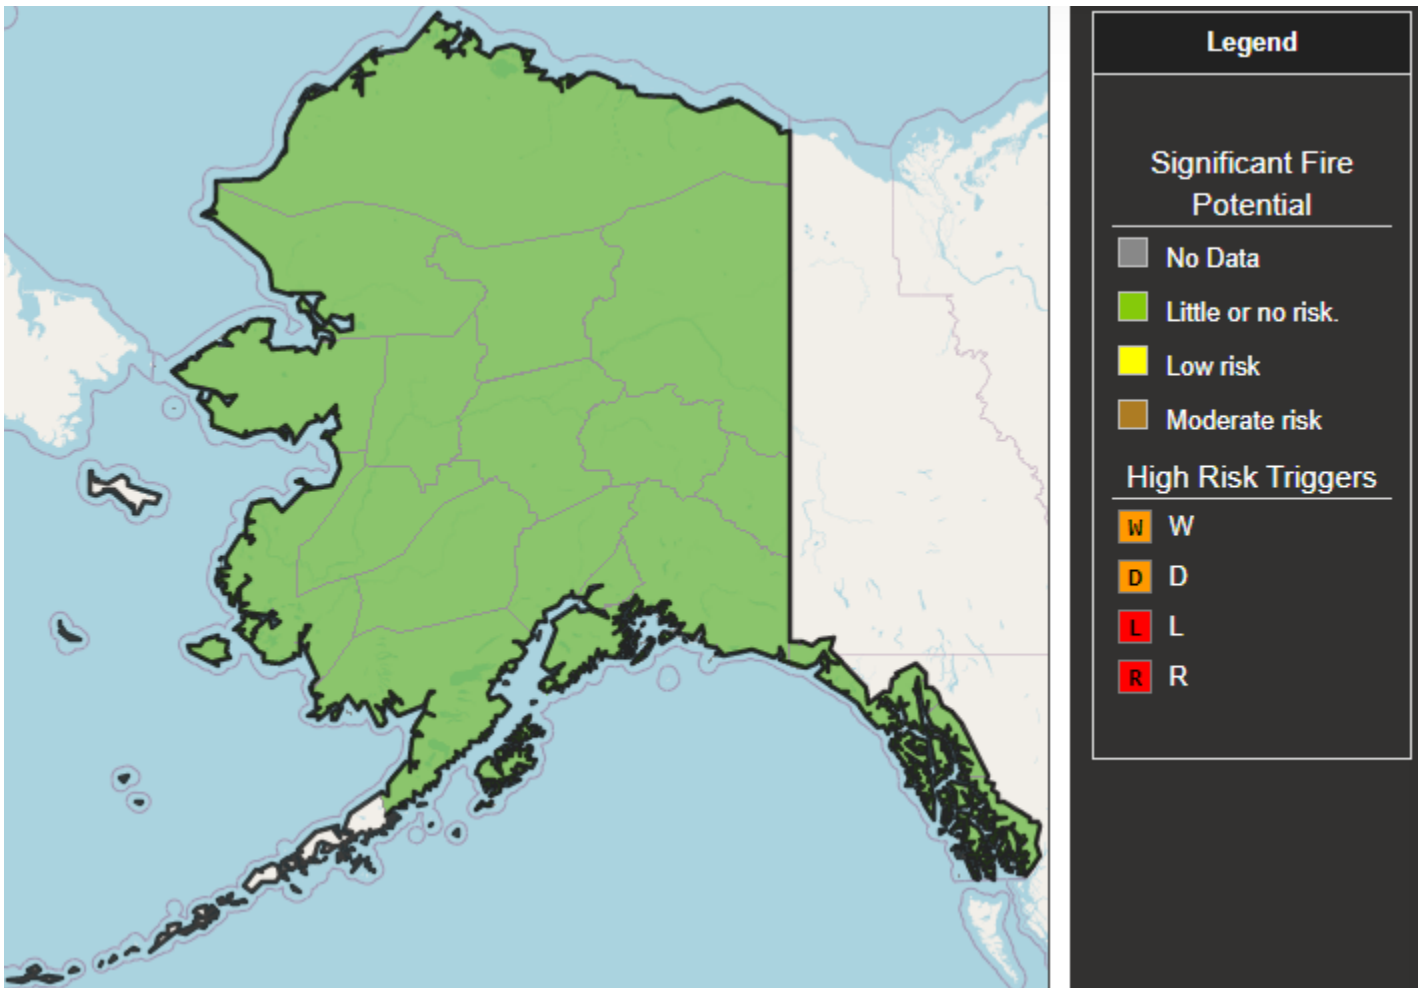 Legend
Significant Fire
Potential
No Data
Little or no risk.
Low risk
Moderate risk
High Risk Triggers
W W
D D
L L
R R